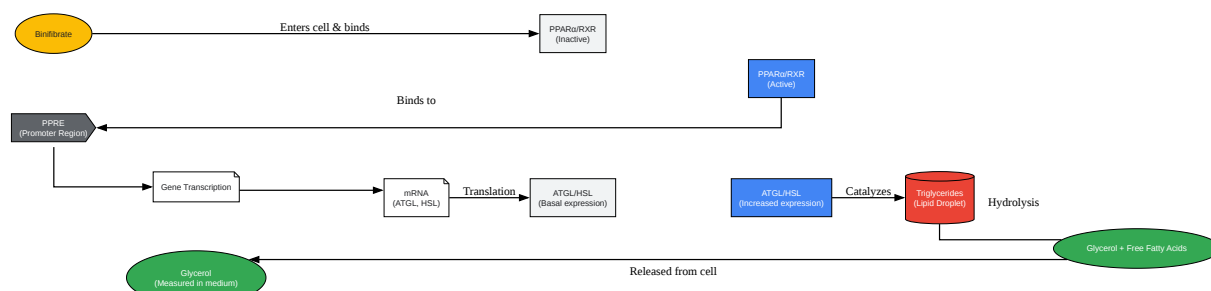 Binifibrate
Enters cell & binds
PPARα/RXR
(Inactive)
PPARα/RXR
(Active)
Binds to
PPRE
(Promoter Region)
Gene Transcription
mRNA
(ATGL, HSL)
Translation
ATGL/HSL
(Basal expression)
ATGL/HSL
(Increased expression)
Catalyzes
Triglycerides
(Lipid Droplet)
Hydrolysis
Glycerol + Free Fatty Acids
Released from cell
Glycerol
(Measured in medium)